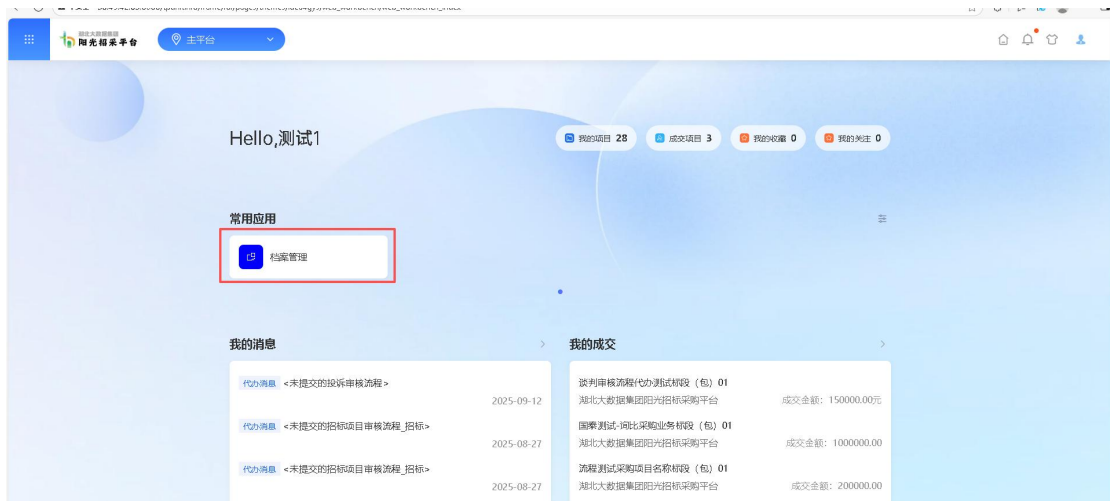 湖北大数据集团
阳光招采平台
主平台
Hello,测试1
我的项目 28
成交项目 3
我的收藏 0
我的关注 0
常用应用
档案管理
我的消息
我的成交
代办消息 <未提交的投诉审核流程>
2025-09-12
代办消息 <未提交的招标项目审核流程_招标>
2025-08-27
代办消息 <未提交的招标项目审核流程_招标>
2025-08-27
谈判审核流程代办测试标段（包）01
湖北大数据集团阳光招标采购平台 成交金额：150000.00元
国秦测试-询比采购业务标段（包）01
湖北大数据集团阳光招标采购平台 成交金额：1000000.00
流程测试采购项目名称标段（包）01
湖北大数据集团阳光招标采购平台 成交金额：200000.00